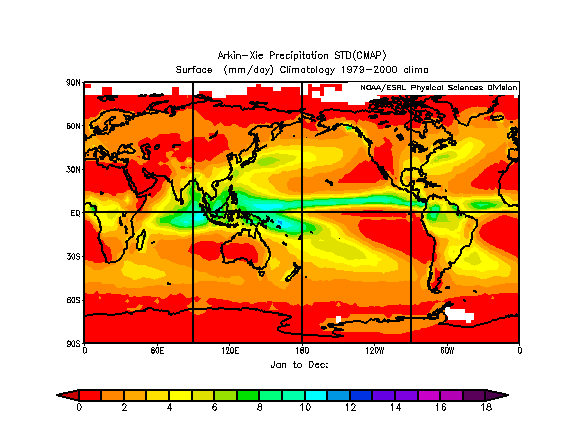 Arkin-Xie Precipitation STD(CMAP)
Surface (mm/day) Climatology 1979-2000 clima
NOAA/ESRL Physical Sciences Division
90N
60N
30N
EQ
30S
60S
90S
0 60E 120E 180 120W 60W 0
Jan to Dec
0 2 4 6 8 10 12 14 16 18